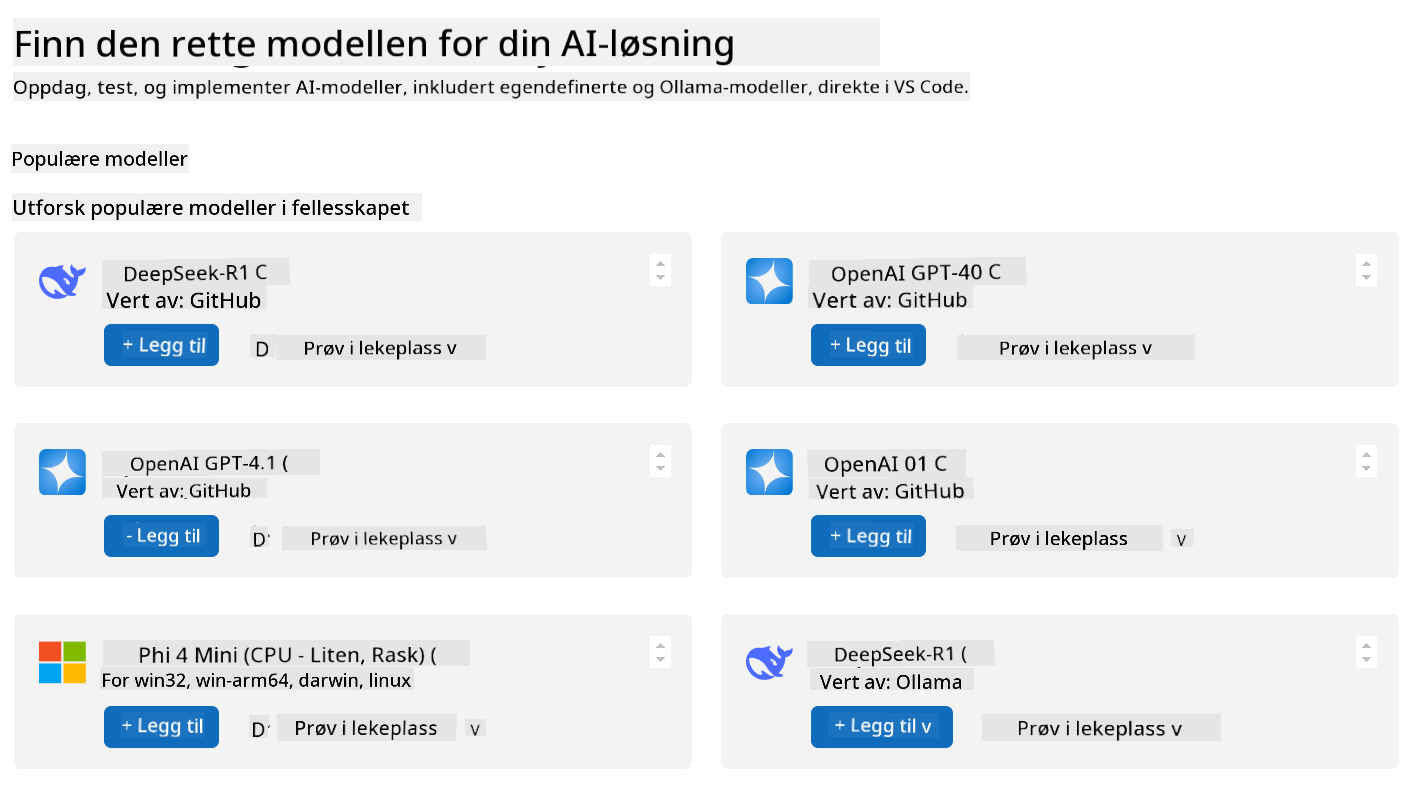 Finn den rette modellen for din AI-løsning
Oppdag, test, og implementer AI-modeller, inkludert egendefinerte og Ollama-modeller, direkte i VS Code.
Populære modeller
Utforsk populære modeller i fellesskapet
DeepSeek-R1 C
Vert av: GitHub
+ Legg til
D
Prøv i lekeplass v
OpenAI GPT-40 C
Vert av: GitHub
+ Legg til
Prøv i lekeplass v
OpenAI GPT-4.1 (
Vert av: GitHub
- Legg til
D
Prøv i lekeplass v
OpenAI 01 C
Vert av: GitHub
+ Legg til
Prøv i lekeplass v
Phi 4 Mini (CPU - Liten, Rask) (
For win32, win-arm64, darwin, linux
+ Legg til
D
Prøv i lekeplass v
DeepSeek-R1 (
Vert av: Ollama
+ Legg til v
Prøv i lekeplass v